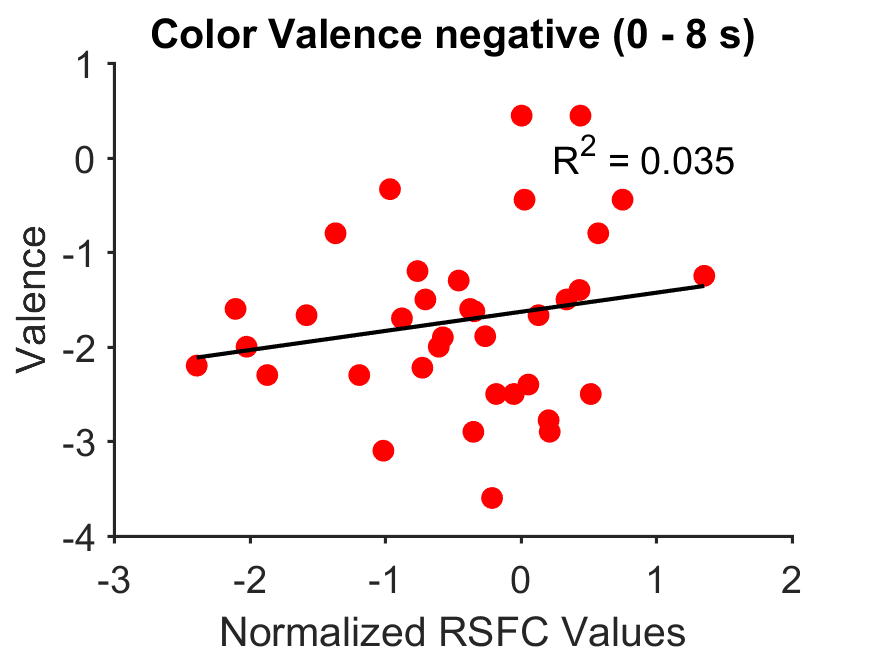 Color Valence negative (0 - 8 s)
1
0
-1
-2
-3
-4
Valence
R² = 0.035
-3 -2 -1 0 1 2
Normalized RSFC Values